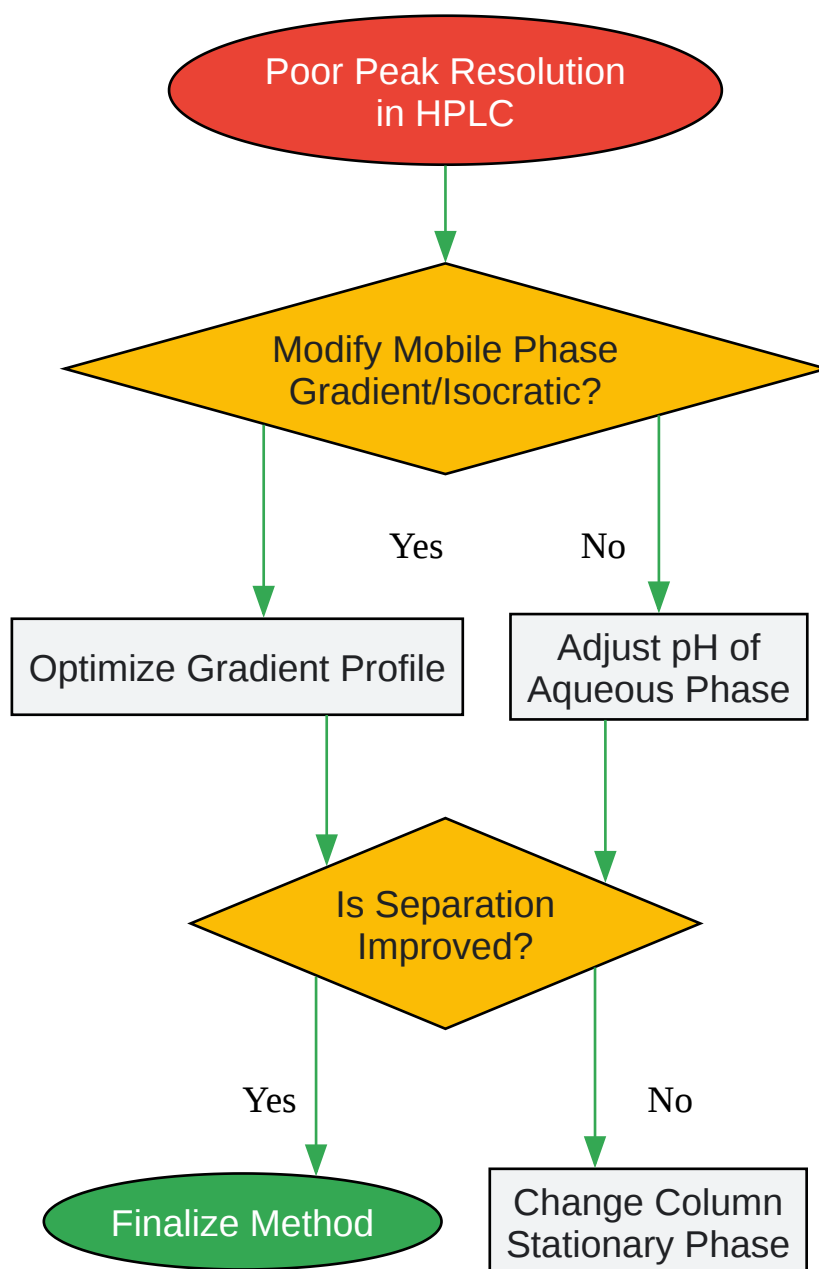 Poor Peak Resolution
in HPLC
Modify Mobile Phase
Gradient/Isocratic?
Yes
No
Optimize Gradient Profile
Adjust pH of
Aqueous Phase
Is Separation
Improved?
Yes
No
Finalize Method
Change Column
Stationary Phase